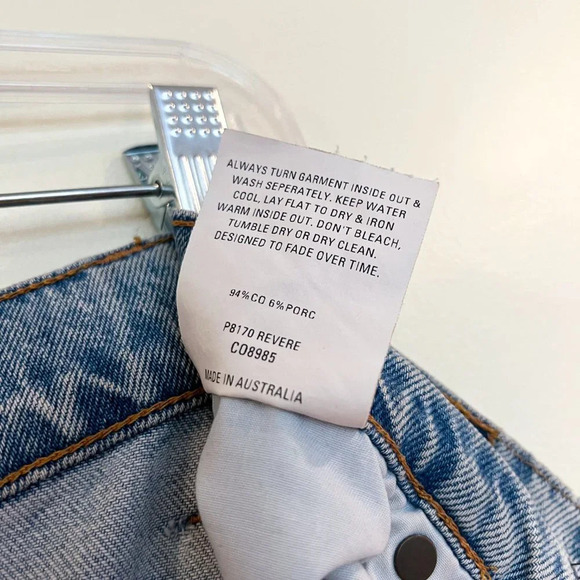 ALWAYS TURN GARMENT INSIDE OUT &
WASH SEPERATELY. KEEP WATER
COOL, LAY FLAT TO DRY & IRON
WARM INSIDE OUT. DON'T BLEACH,
TUMBLE DRY OR DRY CLEAN.
DESIGNED TO FADE OVER TIME.
94%CO 6%PORC
P8170 REVERE
CO8985
MADE IN AUSTRALIA